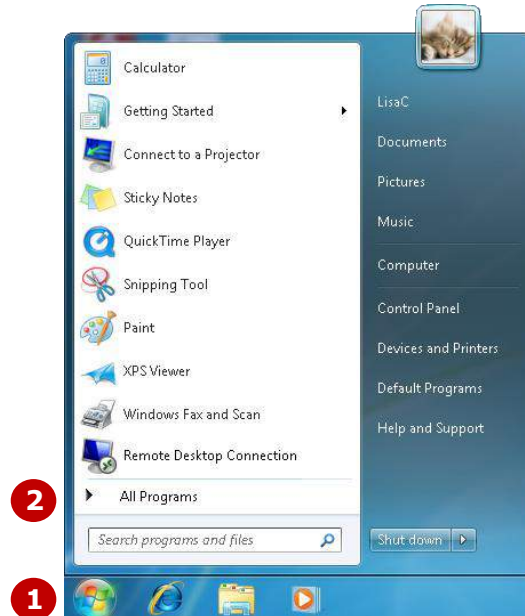 Calculator
Getting Started
Connect to a Projector
Sticky Notes
QuickTime Player
Snipping Tool
Paint
XPS Viewer
Windows Fax and Scan
Remote Desktop Connection
2
All Programs
Search programs and files
LisaC
Documents
Pictures
Music
Computer
Control Panel
Devices and Printers
Default Programs
Help and Support
Shut down
1